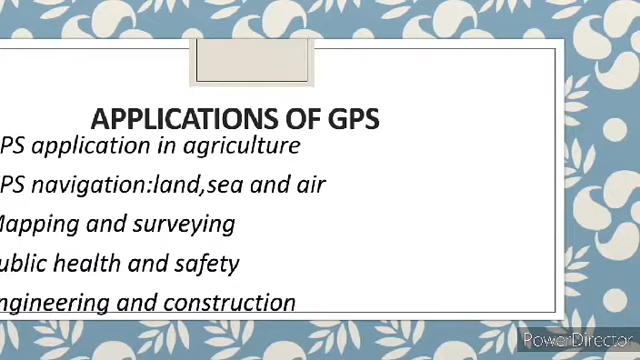 APPLICATIONS OF GPS
PS application in agriculture
PS navigation:land,sea and air
Mapping and surveying
ublic health and safety
ngineering and construction
PowerDirector